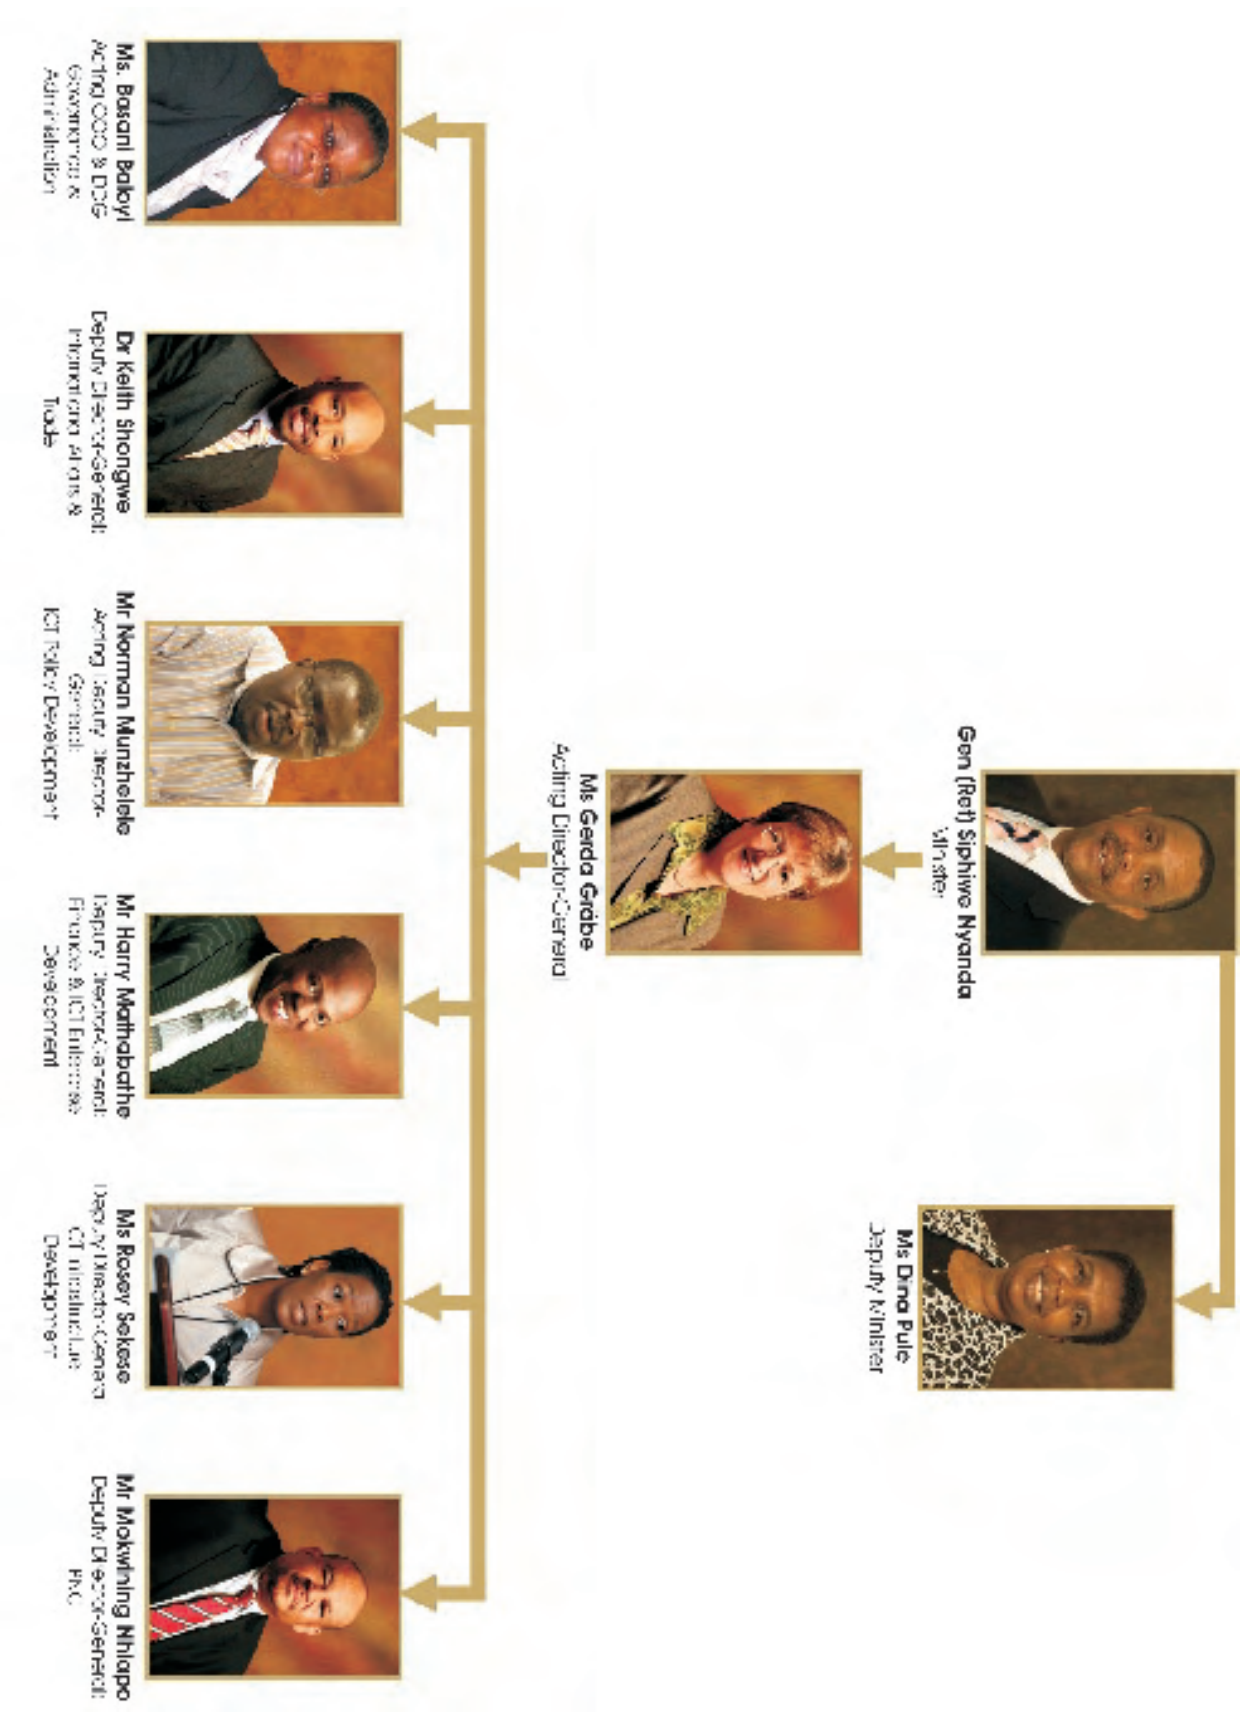 Gen (Ret) Siphiwe Nyanda
Minister
Ms Dina Pule
Deputy Minister
Ms Gerda Grabe
Acting Director-General
Ms. Basani Baloyi
Acting COO & DDG
Governance &
Administration
Dr Keith Shongwe
Deputy Director-General:
International Affairs &
Trade
Mr Norman Munzhelele
Acting Deputy Director-
General:
ICT Policy Development
Mr Harry Mathabathe
Deputy Director-General:
Finance & ICT Enterprise
Development
Ms Rosey Sekese
Deputy Director-General
ICT Infrastructure
Development
Mr Mokwining Nhlapo
Deputy Director-General:
PNC